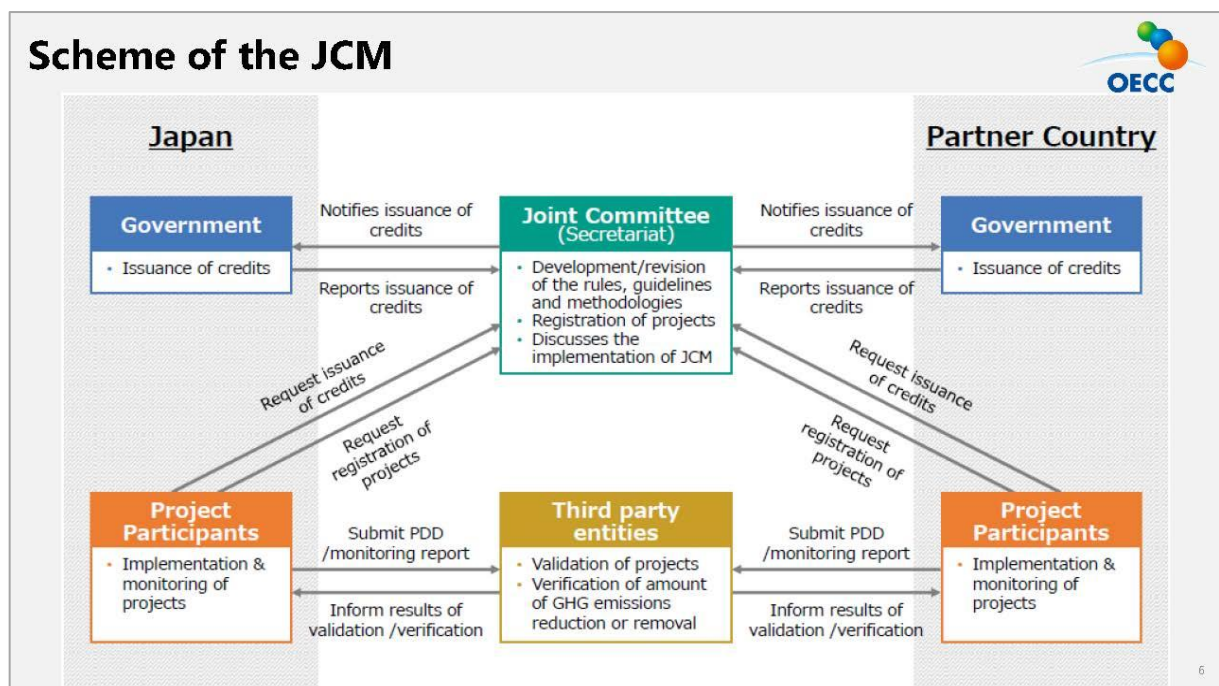 Scheme of the JCM
OECC
Japan
Partner Country
Government
• Issuance of credits
Notifies issuance of
credits
Reports issuance of
credits
Joint Committee
(Secretariat)
• Development/revision
of the rules, guidelines
and methodologies
• Registration of projects
• Discusses the
implementation of JCM
Notifies issuance of
credits
Reports issuance of
credits
Government
• Issuance of credits
Request issuance
of credits
Request
registration of
projects
Request issuance
of credits
Request
registration of
projects
Project
Participants
• Implementation &
monitoring of
projects
Submit PDD
/monitoring report
Inform results of
validation /verification
Third party
entities
• Validation of projects
• Verification of amount
of GHG emissions
reduction or removal
Submit PDD
/monitoring report
Inform results of
validation /verification
Project
Participants
• Implementation &
monitoring of
projects
6